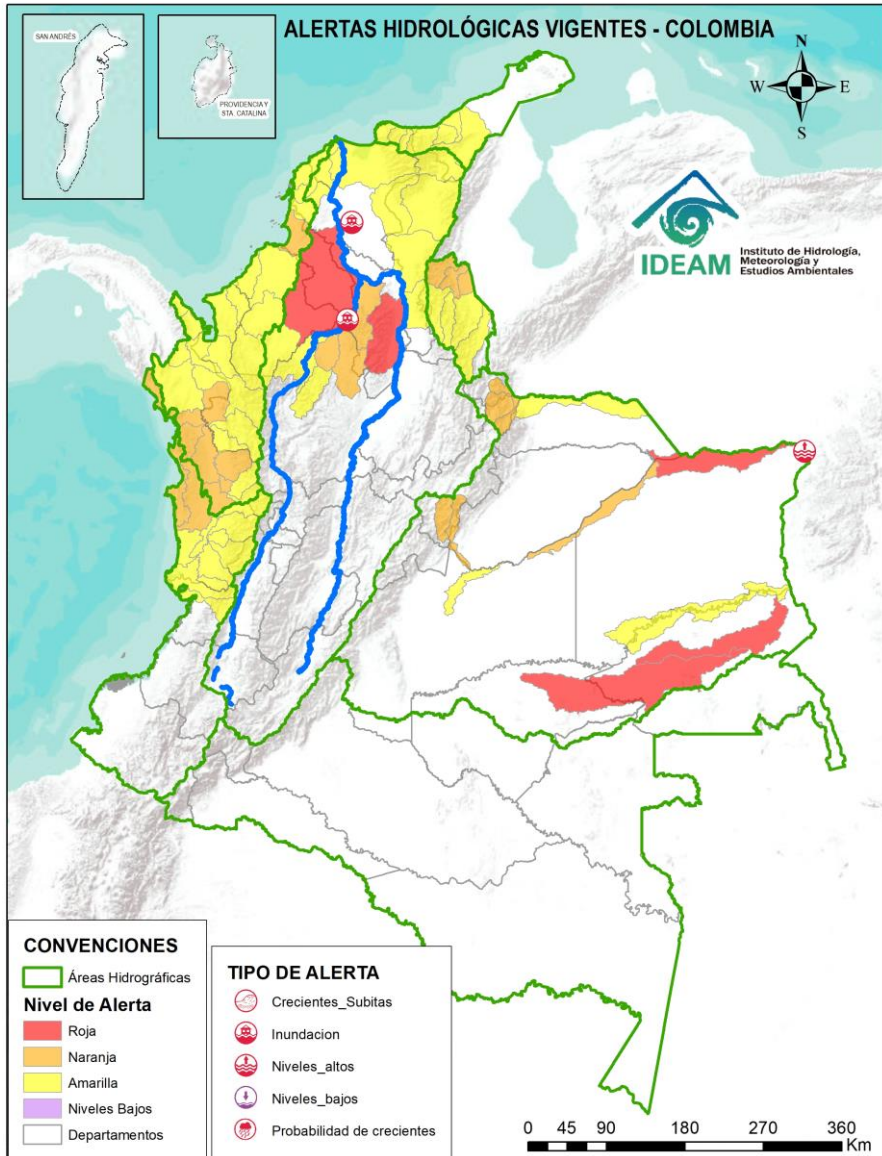 ALERTAS HIDROLÓGICAS VIGENTES - COLOMBIA
SAN ANDRÉS
PROVIDENCIA Y
STA. CATALINA
N
W
E
S
IDEAM
Instituto de Hidrología,
Meteorología y
Estudios Ambientales
CONVENCIONES
Áreas Hidrográficas
Nivel de Alerta
Roja
Naranja
Amarilla
Niveles Bajos
Departamentos
TIPO DE ALERTA
Crecientes_Subitas
Inundacion
Niveles_altos
Niveles_bajos
Probabilidad de crecientes
0 45 90 180 270 360
Km